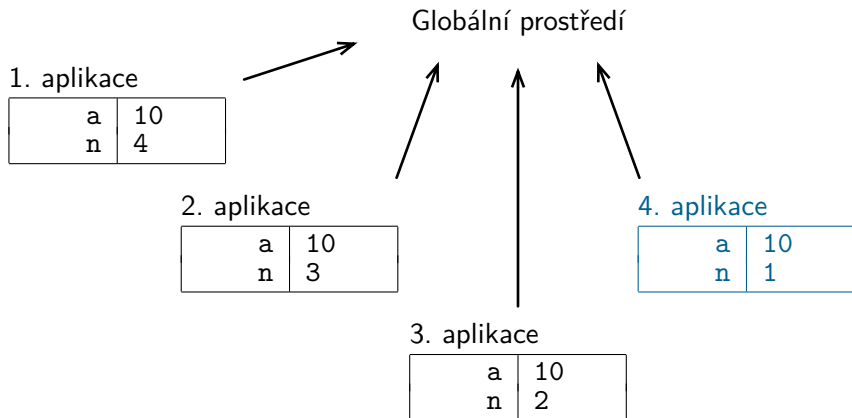 Globální prostředí
1. aplikace
a 10
n 4
2. aplikace
a 10
n 3
4. aplikace
a 10
n 1
3. aplikace
a 10
n 2